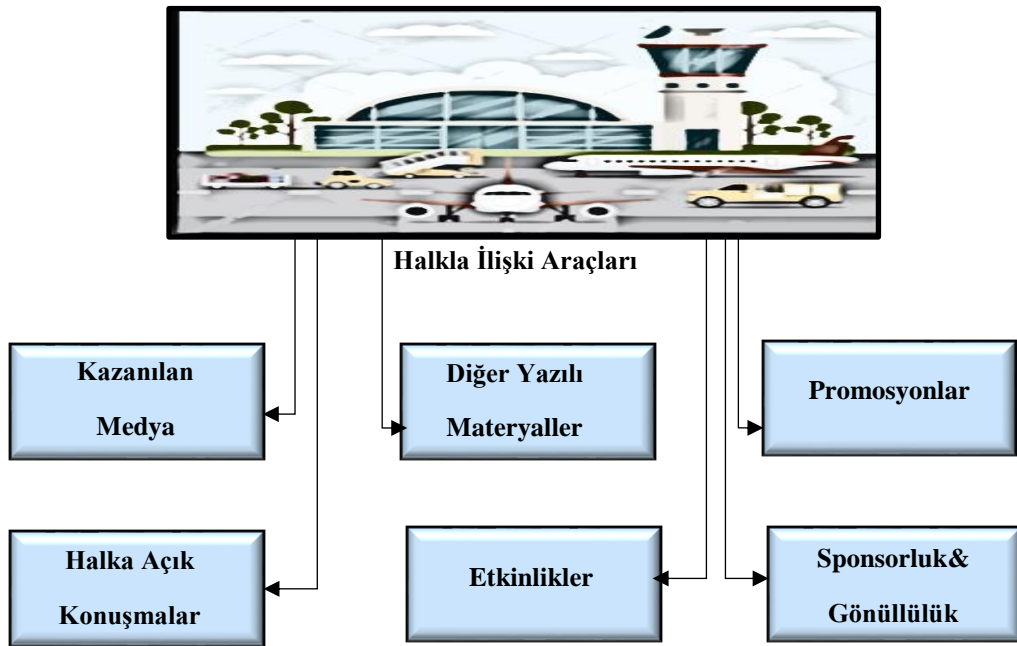 Halkla İlişki Araçları
Kazanılan
Medya
Diğer Yazılı
Materyaller
Promosyonlar
Halka Açık
Konuşmalar
Etkinlikler
Sponsorluk&
Gönüllülük